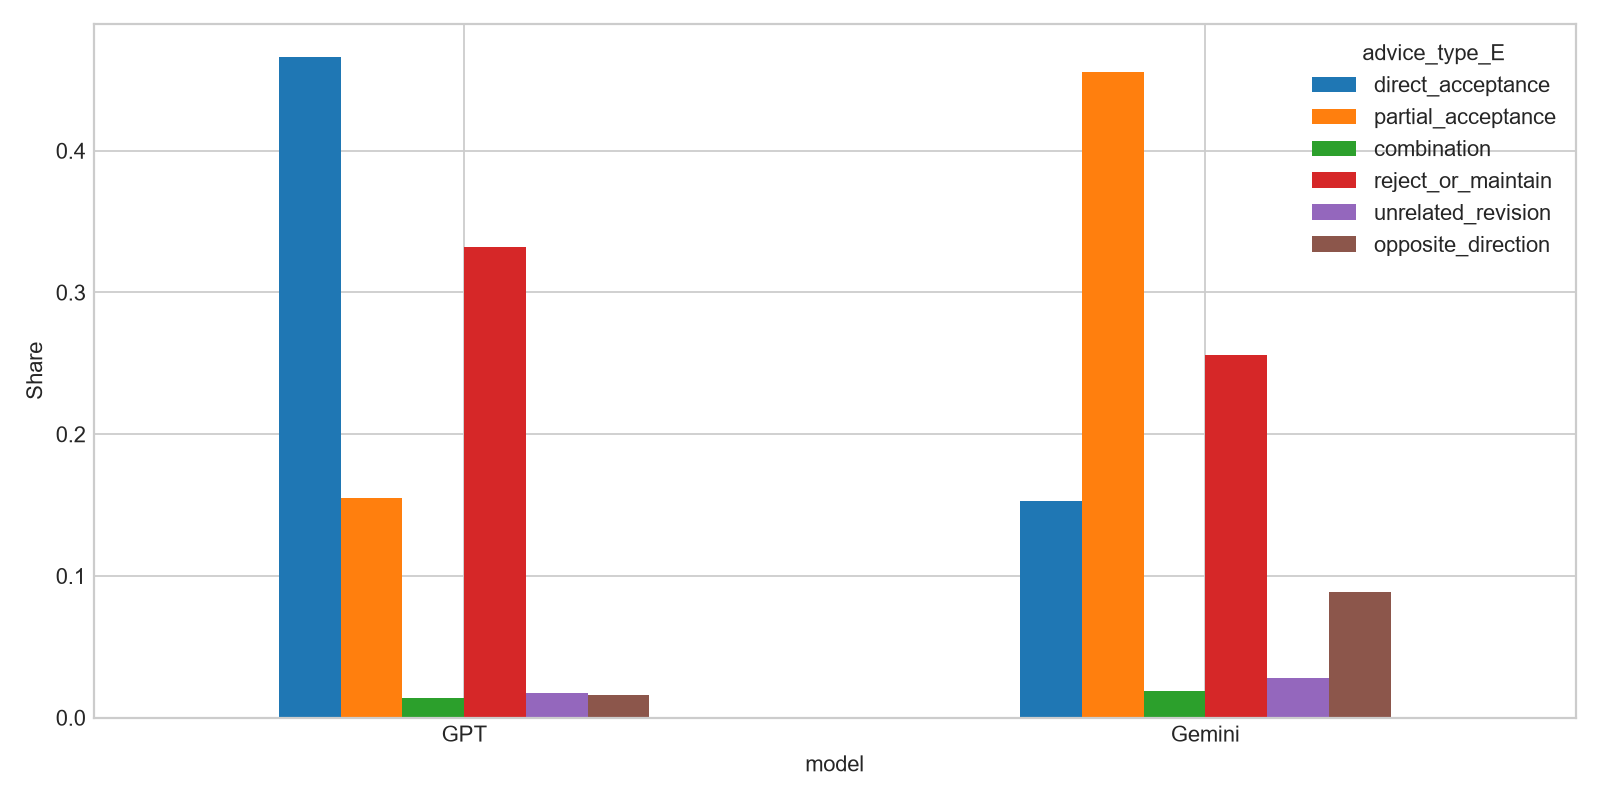 advice_type_E
direct_acceptance
partial_acceptance
combination
reject_or_maintain
unrelated_revision
opposite_direction
0.4
0.3
0.2
0.1
0.0
Share
GPT
Gemini
model